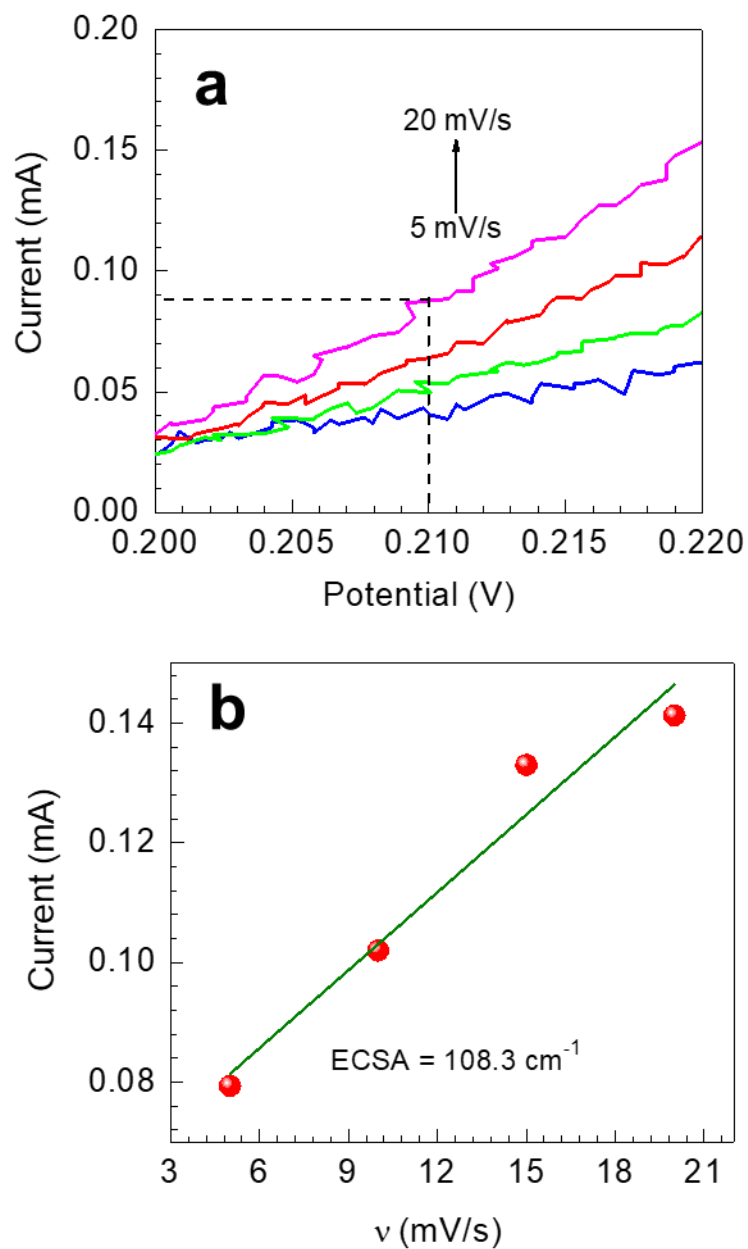 0.20
a
20 mV/s
0.15
5 mV/s
Current (mA)
0.10
0.05
0.00
0.200 0.205 0.210 0.215 0.220
Potential (V)
b
0.14
0.12
Current (mA)
0.10
ECSA = 108.3 cm⁻¹
0.08
3 6 9 12 15 18 21
ν (mV/s)